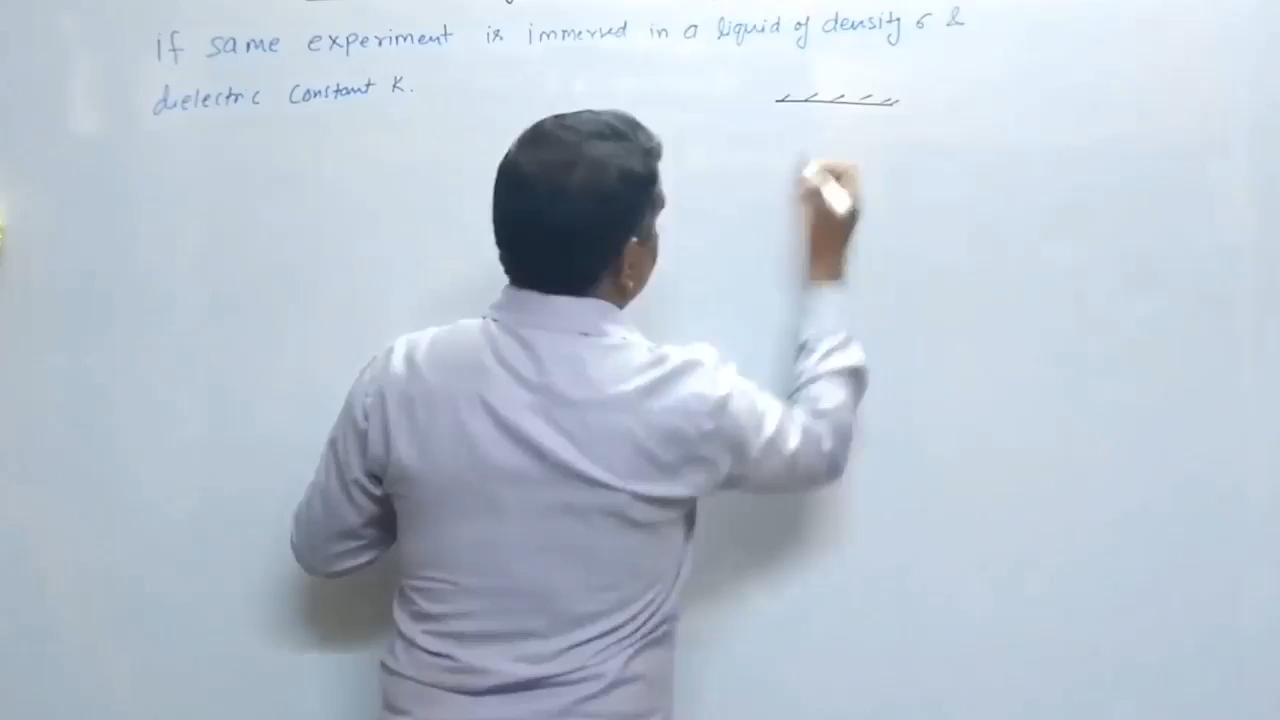 if same experiment is immersed in a liquid of density σ &
dielectric constant K.